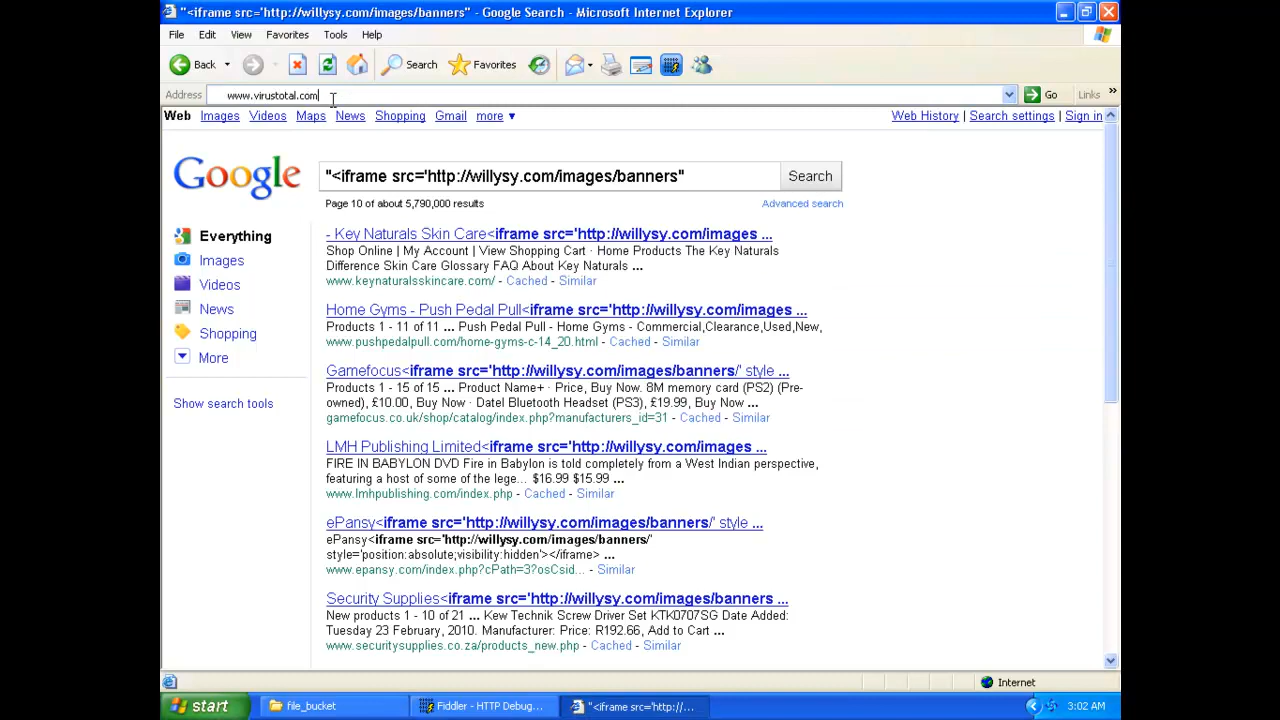 "<iframe src='http://willysy.com/images/banners" - Google Search - Microsoft Internet Explorer
File Edit View Favorites Tools Help
Back Search Favorites
Address www.virustotal.com Go Links »
Web Images Videos Maps News Shopping Gmail more ▼ Web History | Search settings | Sign in
Google "<iframe src='http://willysy.com/images/banners" Search
Page 10 of about 5,790,000 results Advanced search
Everything
Images
Videos
News
Shopping
More
Show search tools
- Key Naturals Skin Care<iframe src='http://willysy.com/images ...
Shop Online | My Account | View Shopping Cart · Home Products The Key Naturals
Difference Skin Care Glossary FAQ About Key Naturals ...
www.keynaturalsskincare.com/ - Cached - Similar
Home Gyms - Push Pedal Pull<iframe src='http://willysy.com/images ...
Products 1 - 11 of 11 ... Push Pedal Pull - Home Gyms - Commercial,Clearance,Used,New,
www.pushpedalpull.com/home-gyms-c-14_20.html - Cached - Similar
Gamefocus<iframe src='http://willysy.com/images/banners/' style ...
Products 1 - 15 of 15 ... Product Name+ · Price, Buy Now. 8M memory card (PS2) (Pre-
owned), £10.00, Buy Now · Datel Bluetooth Headset (PS3), £19.99, Buy Now ...
gamefocus.co.uk/shop/catalog/index.php?manufacturers_id=31 - Cached - Similar
LMH Publishing Limited<iframe src='http://willysy.com/images ...
FIRE IN BABYLON DVD Fire in Babylon is told completely from a West Indian perspective,
featuring a host of some of the lege... $16.99 $15.99 ...
www.lmhpublishing.com/index.php - Cached - Similar
ePansy<iframe src='http://willysy.com/images/banners/' style ...
ePansy<iframe src='http://willysy.com/images/banners/'
style='position:absolute;visibility:hidden'></iframe> ...
www.epansy.com/index.php?cPath=3?osCsid... - Similar
Security Supplies<iframe src='http://willysy.com/images/banners ...
New products 1 - 10 of 21 ... Kew Technik Screw Driver Set KTK0707SG Date Added:
Tuesday 23 February, 2010. Manufacturer: Price: R192.66, Add to Cart ...
www.securitysupplies.co.za/products_new.php - Cached - Similar
Internet
start file_bucket Fiddler - HTTP Debug... "<iframe src='http://... 3:02 AM